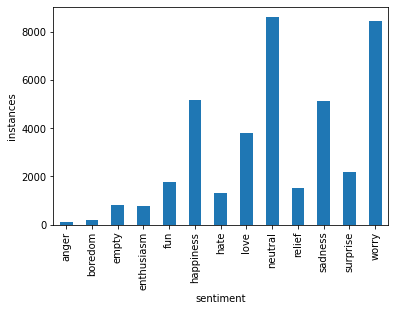 8000
6000
4000
2000
0
instances
anger
boredom
empty
enthusiasm
fun
happiness
hate
love
neutral
relief
sadness
surprise
worry
sentiment